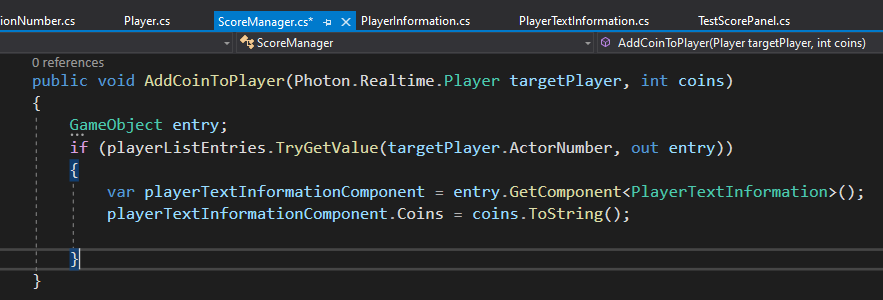 ionNumber.cs Player.cs ScoreManager.cs* PlayerInformation.cs PlayerTextInformation.cs TestScorePanel.cs
ScoreManager AddCoinToPlayer(Player targetPlayer, int coins)
0 references
public void AddCoinToPlayer(Photon.Realtime.Player targetPlayer, int coins)
{
GameObject entry;
if (playerListEntries.TryGetValue(targetPlayer.ActorNumber, out entry))
{
var playerTextInformationComponent = entry.GetComponent<PlayerTextInformation>();
playerTextInformationComponent.Coins = coins.ToString();
}
}